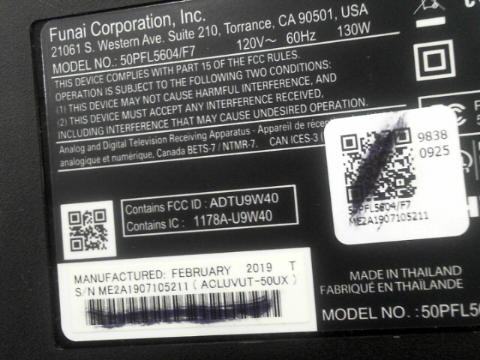 Funai Corporation, Inc.
21061 S. Western Ave. Suite 210, Torrance, CA 90501, USA
MODEL NO.: 50PFL5604/F7 120V~ 60Hz 130W
THIS DEVICE COMPLIES WITH PART 15 OF THE FCC RULES.
OPERATION IS SUBJECT TO THE FOLLOWING TWO CONDITIONS:
(1) THIS DEVICE MAY NOT CAUSE HARMFUL INTERFERENCE, AND
(2) THIS DEVICE MUST ACCEPT ANY INTERFERENCE RECEIVED,
INCLUDING INTERFERENCE THAT MAY CAUSE UNDESIRED OPERATION.
Analog and Digital Television Receiving Apparatus - Appareil de
analogique et numérique, Canada BETS-7 / NTMR-7. CAN ICES-3
9838
0925
50PFL5604/F7
ME2A1907105211
Contains FCC ID : ADTU9W40
Contains IC : 1178A-U9W40
MANUFACTURED: FEBRUARY 2019 T
S/N ME2A1907105211 (ACLUVUT-50UX)
MADE IN THAILAND
FABRIQUÉ EN THAÏLANDE
MODEL NO.: 50PFL5